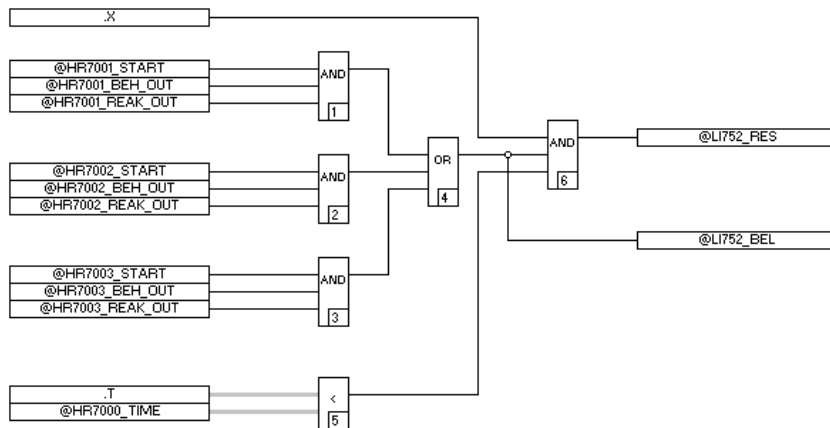 .X
@HR7001_START
@HR7001_BEH_OUT
@HR7001_REAK_OUT
AND
1
@HR7002_START
@HR7002_BEH_OUT
@HR7002_REAK_OUT
AND
2
@HR7003_START
@HR7003_BEH_OUT
@HR7003_REAK_OUT
AND
3
OR
4
.T
@HR7000_TIME
<
5
AND
6
@LI752_RES
@LI752_BEL